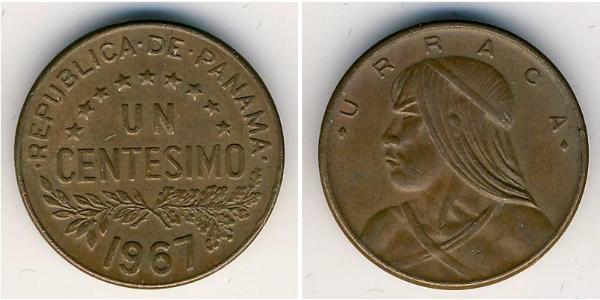 ·REPUBLICA·DE·PANAMA·
UN
CENTESIMO
1967
·URRACA·